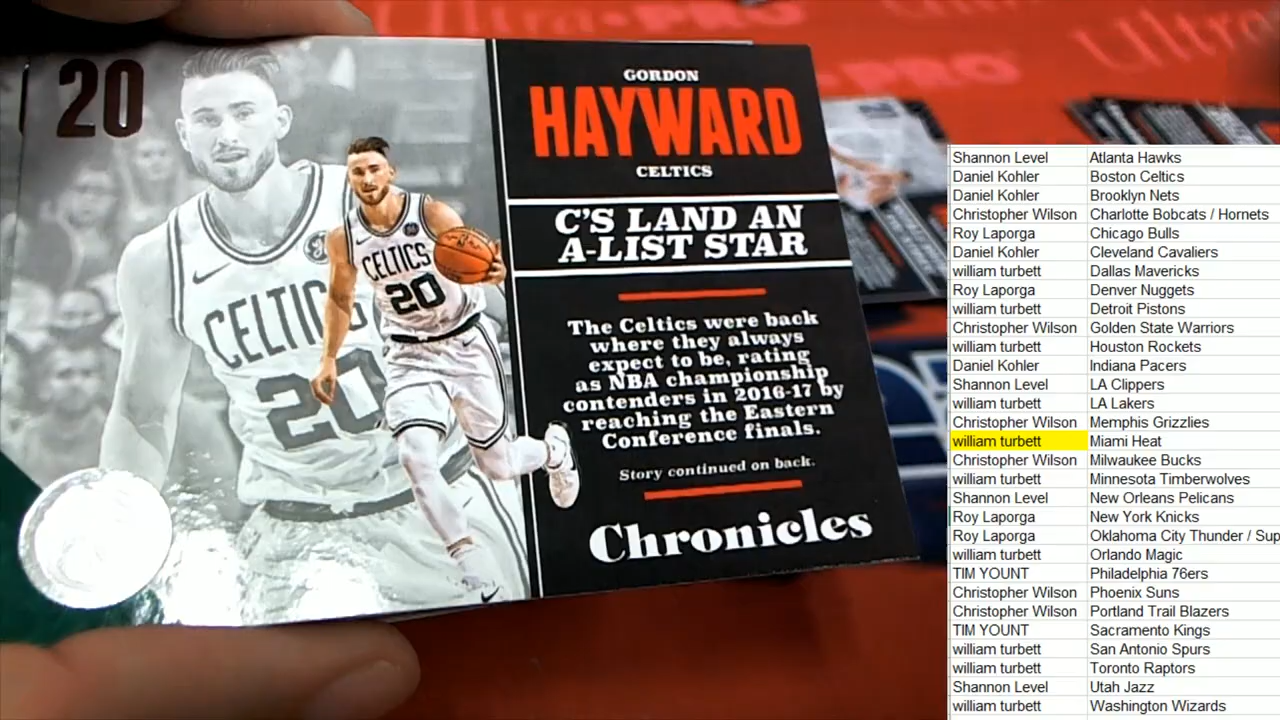 Ultra·PRO
Ultra
20
GORDON
HAYWARD
CELTICS
C'S LAND AN
A-LIST STAR
The Celtics were back
where they always
expect to be, rating
as NBA championship
contenders in 2016-17 by
reaching the Eastern
Conference finals.
Story continued on back.
Chronicles
CELTICS
20
CELTICS
20
Shannon Level Atlanta Hawks
Daniel Kohler Boston Celtics
Daniel Kohler Brooklyn Nets
Christopher Wilson Charlotte Bobcats / Hornets
Roy Laporga Chicago Bulls
Daniel Kohler Cleveland Cavaliers
william turbett Dallas Mavericks
Roy Laporga Denver Nuggets
william turbett Detroit Pistons
Christopher Wilson Golden State Warriors
william turbett Houston Rockets
Daniel Kohler Indiana Pacers
Shannon Level LA Clippers
william turbett LA Lakers
Christopher Wilson Memphis Grizzlies
william turbett Miami Heat
Christopher Wilson Milwaukee Bucks
william turbett Minnesota Timberwolves
Shannon Level New Orleans Pelicans
Roy Laporga New York Knicks
Roy Laporga Oklahoma City Thunder / Sup
william turbett Orlando Magic
TIM YOUNT Philadelphia 76ers
Christopher Wilson Phoenix Suns
Christopher Wilson Portland Trail Blazers
TIM YOUNT Sacramento Kings
william turbett San Antonio Spurs
william turbett Toronto Raptors
Shannon Level Utah Jazz
william turbett Washington Wizards